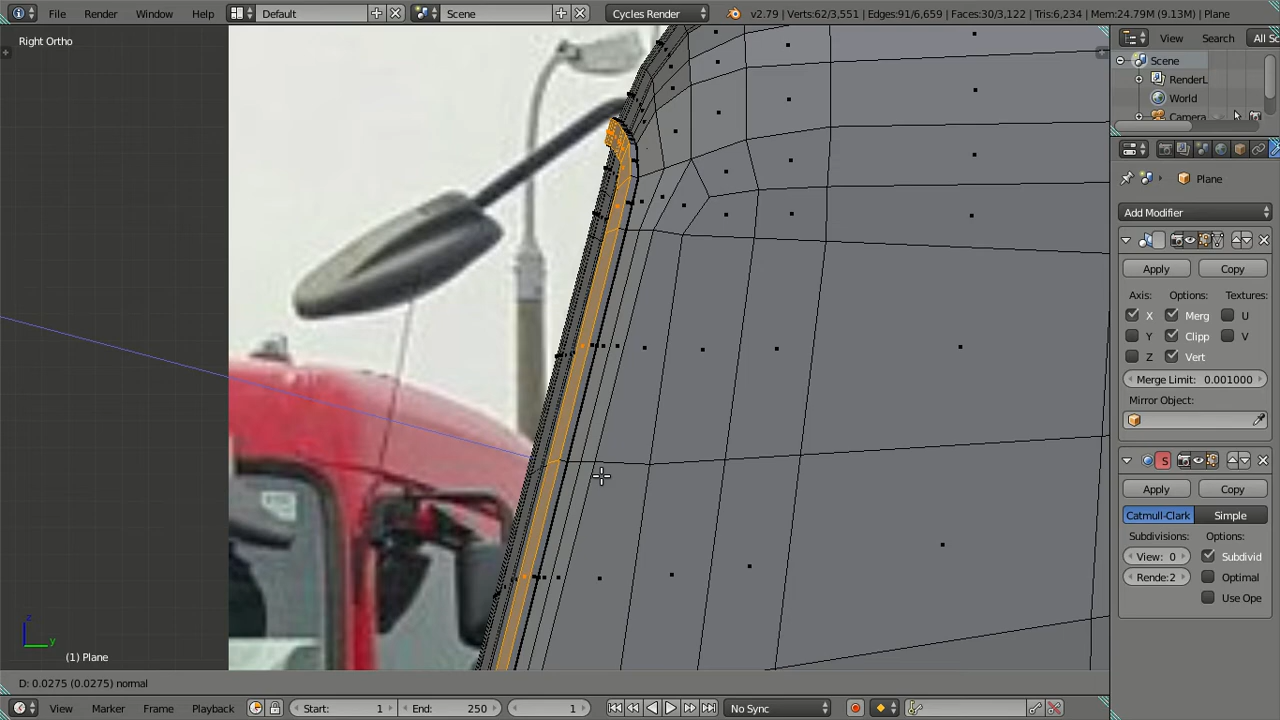 File Render Window Help Default Scene Cycles Render v2.79 | Verts:62/3,551 | Edges:91/6,659 | Faces:30/3,122 | Tris:6,234 | Mem:24.79M (9.13M) | Plane
Right Ortho
View Search All Sc
Scene
RenderL
World
Camera
Plane
Add Modifier
Apply Copy
Axis: Options: Textures:
X Merg U
Y Clipp V
Z Vert
Merge Limit: 0.001000
Mirror Object:
S
Apply Copy
Catmull-Clark Simple
Subdivisions: Options:
View: 0 Subdivid
Rende:2 Optimal
Use Ope
z
y
(1) Plane
D: 0.0275 (0.0275) normal
View Marker Frame Playback Start: 1 End: 250 1 No Sync